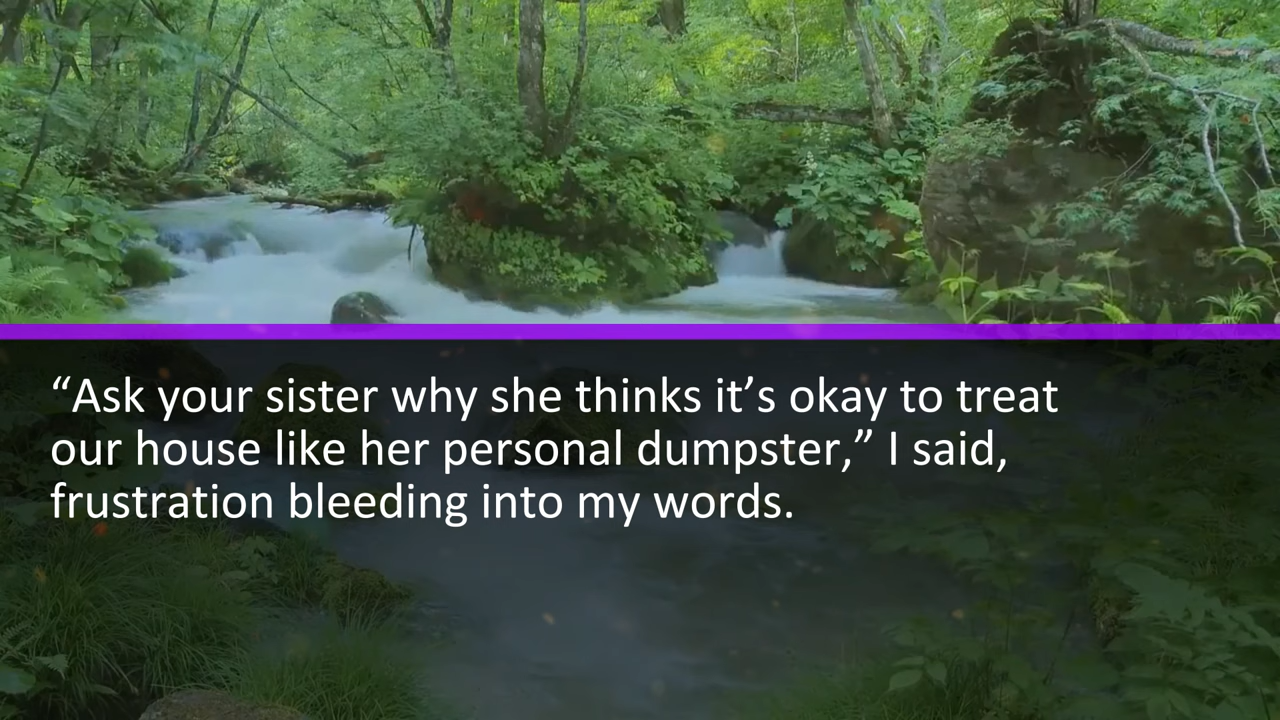 “Ask your sister why she thinks it’s okay to treat
our house like her personal dumpster,” I said,
frustration bleeding into my words.